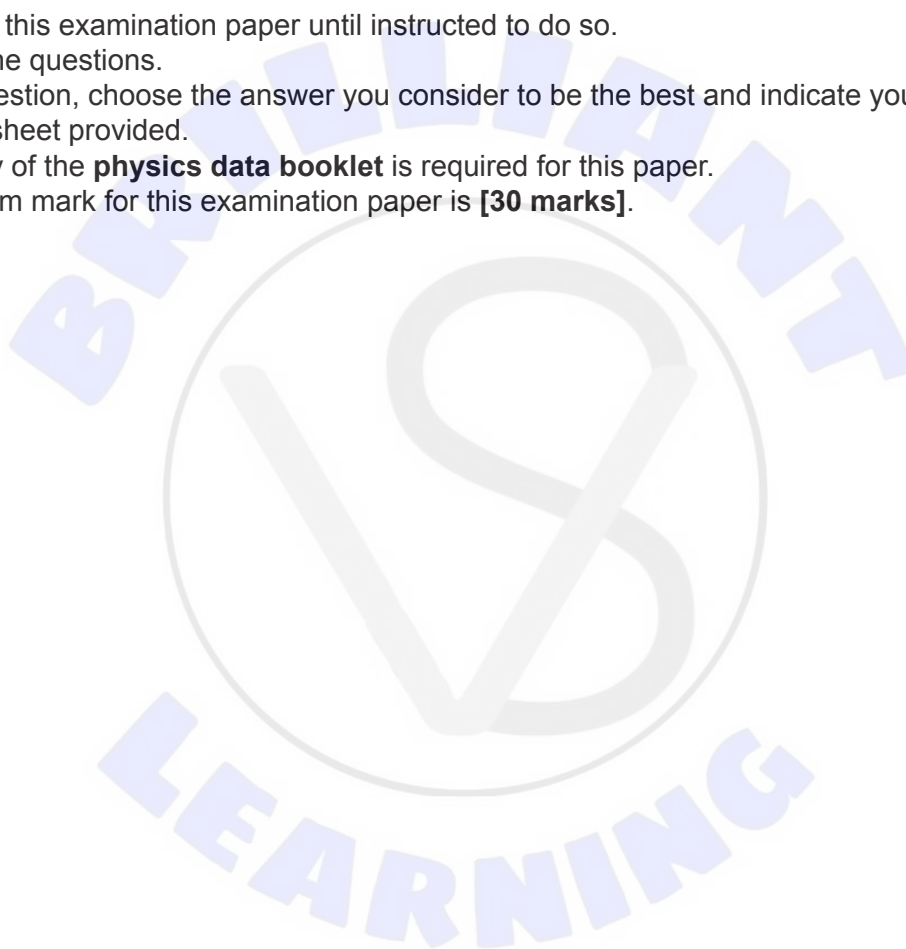 this examination paper until instructed to do so.
ne questions.
estion, choose the answer you consider to be the best and indicate you
sheet provided.
y of the physics data booklet is required for this paper.
m mark for this examination paper is [30 marks].
BRILLIANT
VS
LEARNING